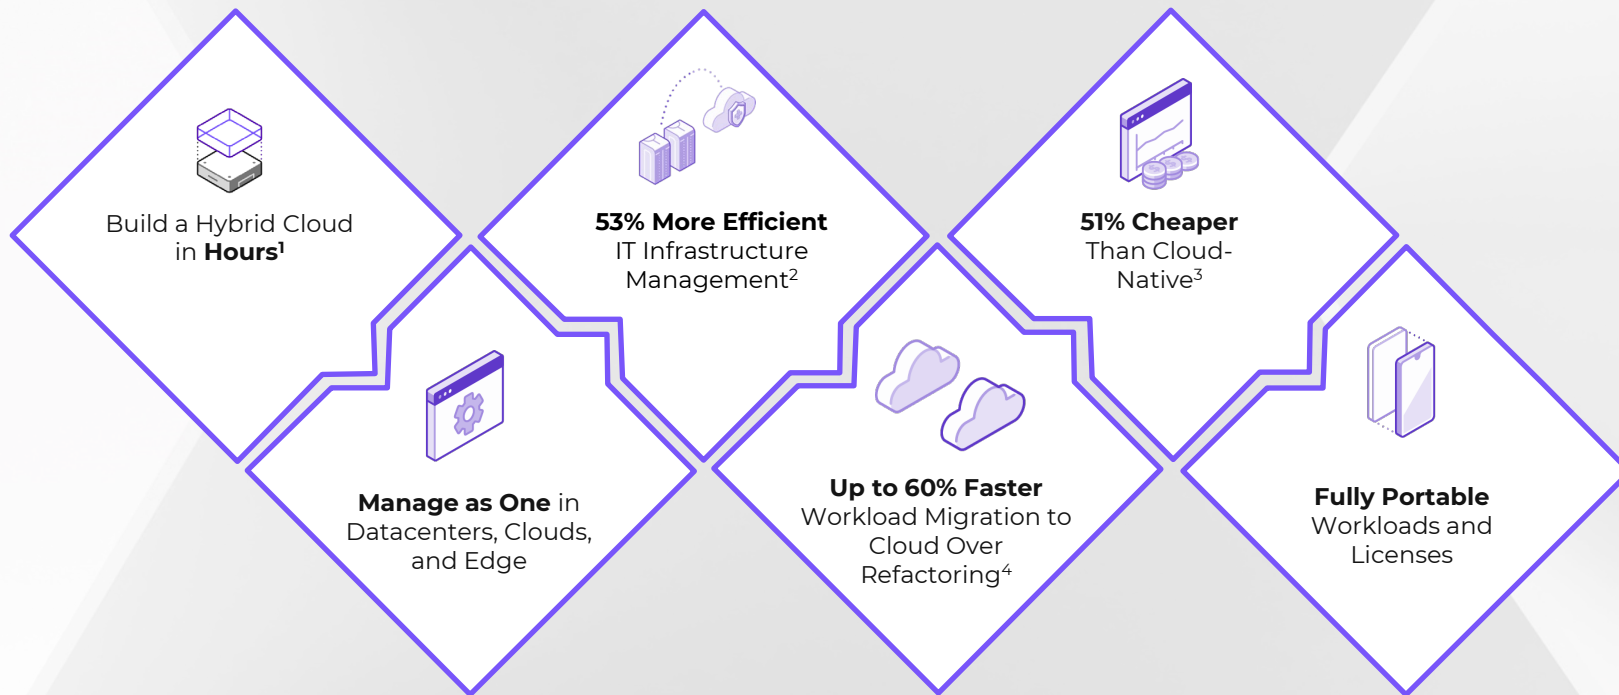 Build a Hybrid Cloud
in Hours¹
53% More Efficient
IT Infrastructure
Management²
51% Cheaper
Than Cloud-
Native³
Manage as One in
Datacenters, Clouds,
and Edge
Up to 60% Faster
Workload Migration to
Cloud Over
Refactoring⁴
Fully Portable
Workloads and
Licenses